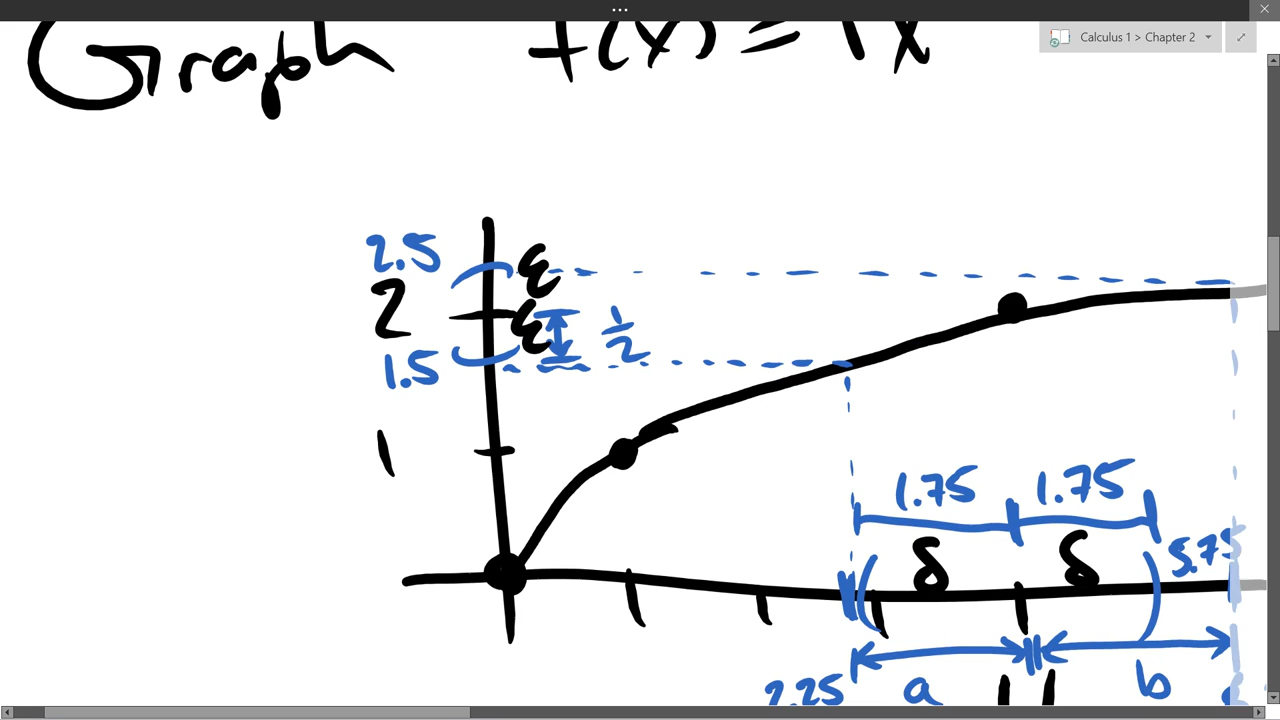 Calculus 1 > Chapter 2
Graph f(x)=√x
2.5 ε
2 ε 1/2
1.5
1
1.75 1.75
δ δ 5.75
2.25 a b